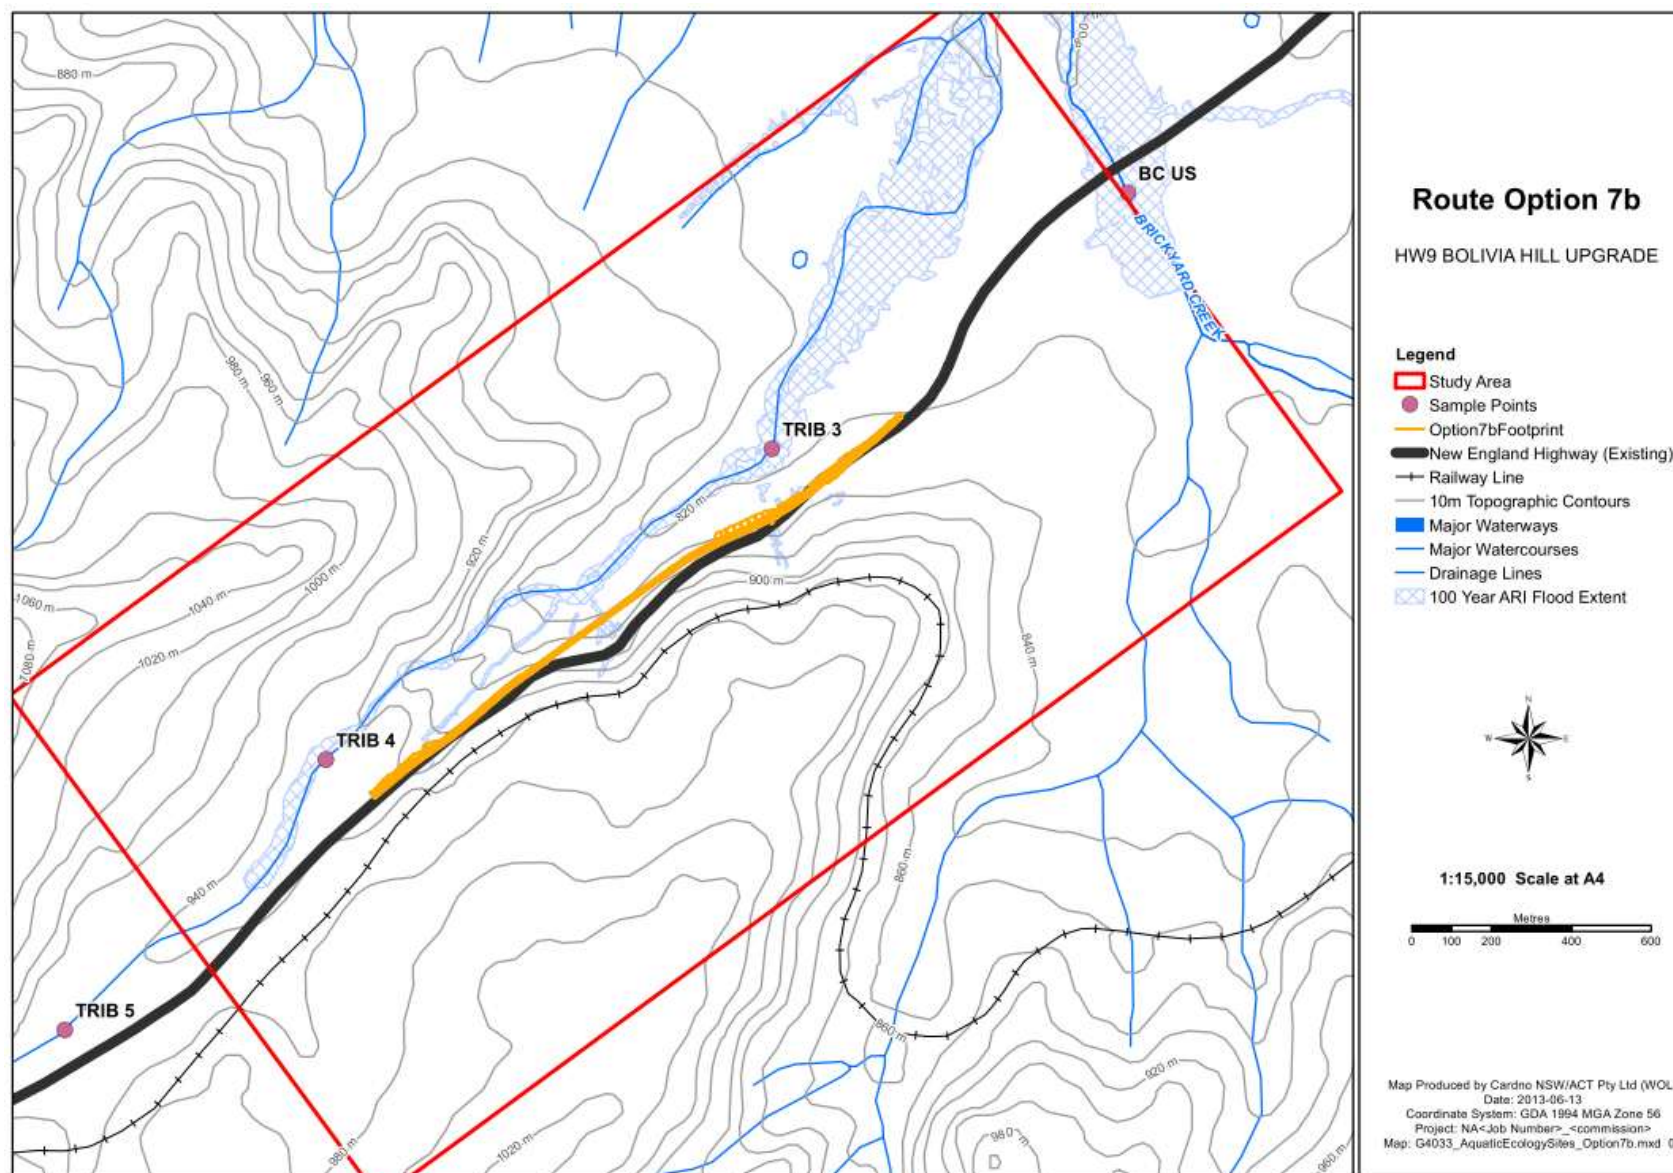 880 m
806
BC US
BRICKYARD CREEK
980 m
960 m
TRIB 3
820 m
920 m
900 m
1000 m
1040 m
1060 m
1020 m
1080 m
840 m
TRIB 4
940 m
860 m
TRIB 5
860 m
920 m
980 m
1020 m
980 m
960 m
Route Option 7b
HW9 BOLIVIA HILL UPGRADE
Legend
Study Area
Sample Points
Option7bFootprint
New England Highway (Existing)
Railway Line
10m Topographic Contours
Major Waterways
Major Watercourses
Drainage Lines
100 Year ARI Flood Extent
N
W E
S
1:15,000 Scale at A4
Metres
0 100 200 400 600
Map Produced by Cardno NSW/ACT Pty Ltd (WOL
Date: 2013-06-13
Coordinate System: GDA 1994 MGA Zone 56
Project: NA<Job Number>_<commission>
Map: G4033_AquaticEcologySites_Option7b.mxd 0